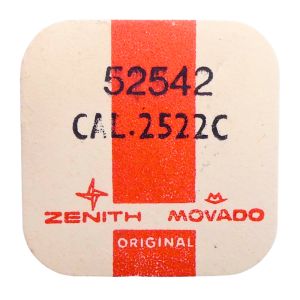 52542
CAL.2522C
ZENITH MOVADO
ORIGINAL